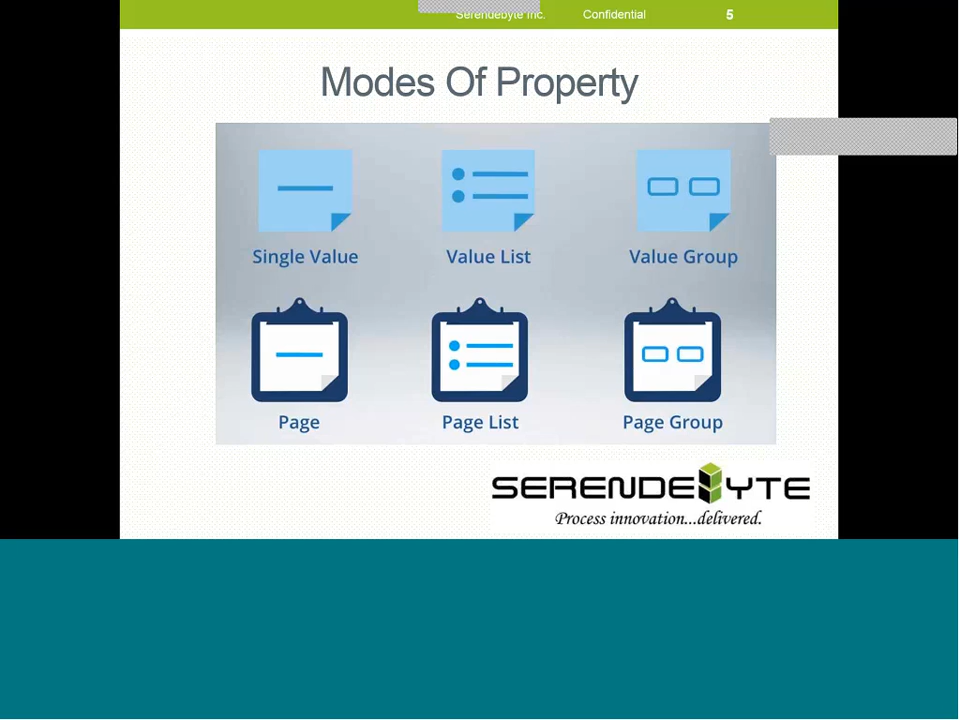 Serendebyte Inc. Confidential 5
Modes Of Property
Single Value Value List Value Group
Page Page List Page Group
SERENDEBYTE
Process innovation...delivered.